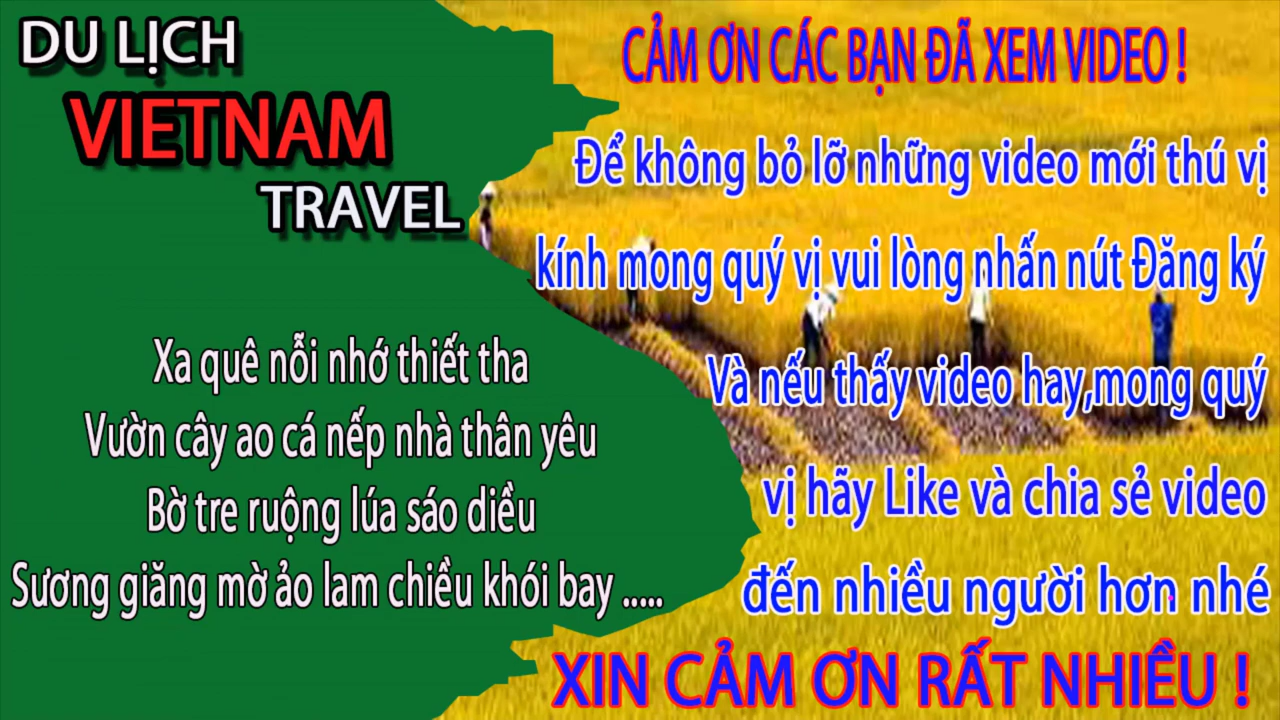 DU LỊCH
VIETNAM
TRAVEL
Xa quê nỗi nhớ thiết tha
Vườn cây ao cá nếp nhà thân yêu
Bờ tre ruộng lúa sáo diều
Sương giăng mờ ảo lam chiều khói bay .....
CẢM ƠN CÁC BẠN ĐÃ XEM VIDEO !
Để không bỏ lỡ những video mới thú vị
kính mong quý vị vui lòng nhấn nút Đăng ký
Và nếu thấy video hay,mong quý
vị hãy Like và chia sẻ video
đến nhiều người hơn nhé
XIN CẢM ƠN RẤT NHIỀU !